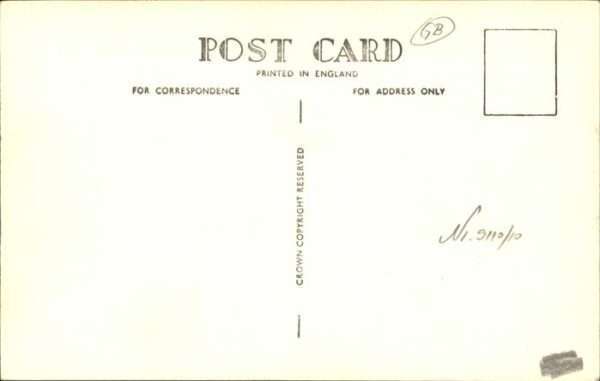 POST CARD
GB
PRINTED IN ENGLAND
FOR CORRESPONDENCE
FOR ADDRESS ONLY
CROWN COPYRIGHT RESERVED